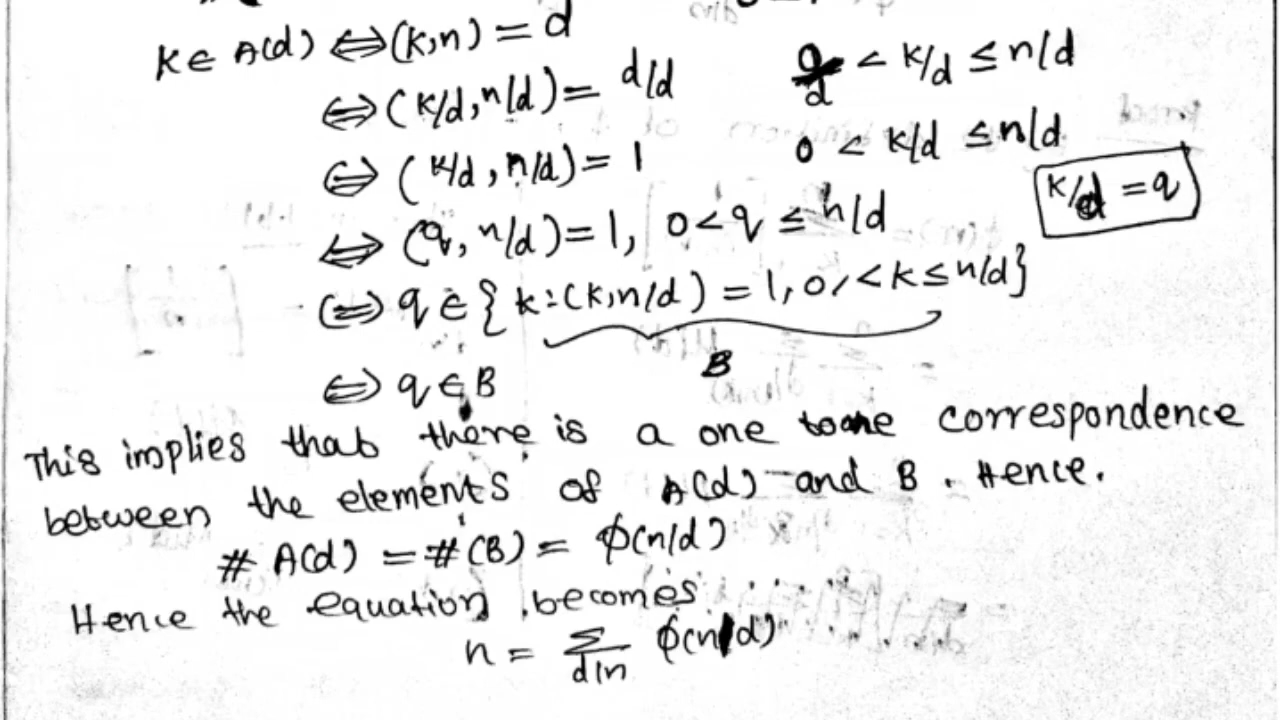 k ∈ A(d) ⇔ (k,n) = d
⇔ (k/d, n/d) = d/d    0/d < k/d ≤ n/d
⇔ (k/d, n/d) = 1    0 < k/d ≤ n/d
⇔ (q, n/d) = 1, 0 < q ≤ n/d    k/d = q
⇔ q ∈ { k : (k, n/d) = 1, 0 < k ≤ n/d }
B
⇔ q ∈ B
This implies that there is a one to one correspondence
between the elements of A(d) and B. Hence.
# A(d) = #(B) = ϕ(n/d)
Hence the equation becomes
n = Σ ϕ(n/d)
d|n